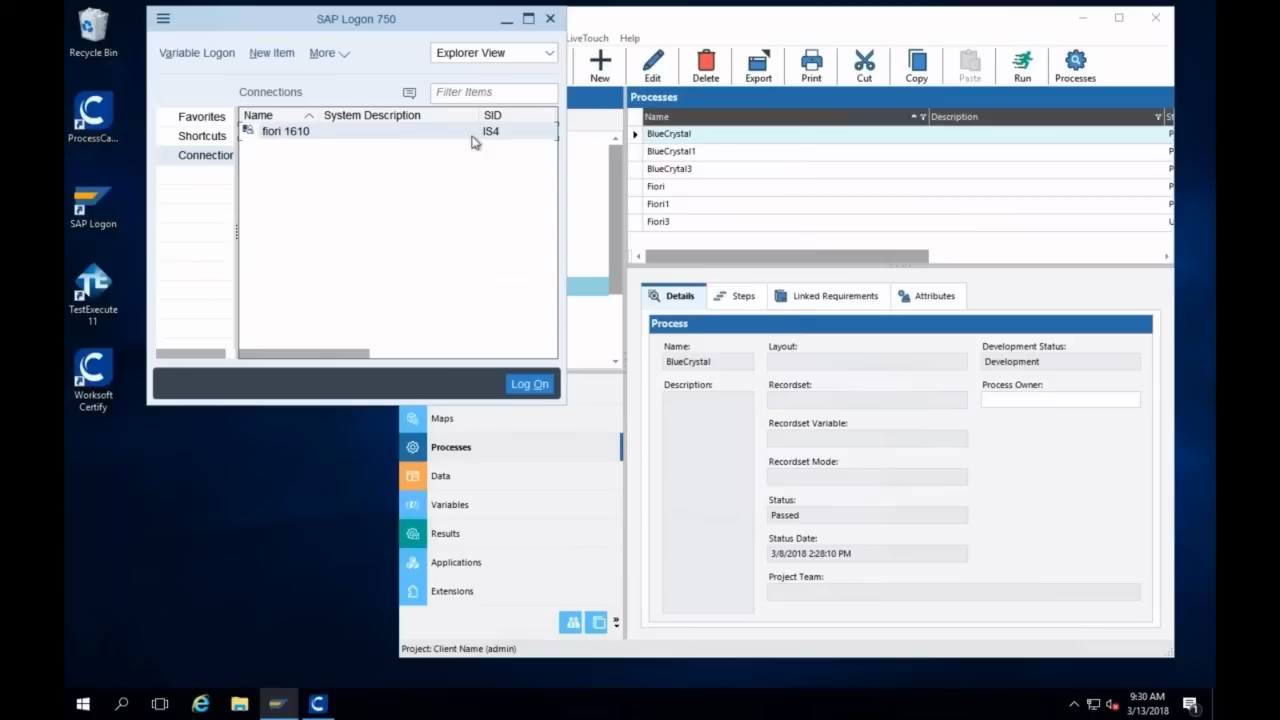 Recycle Bin
ProcessCa...
SAP Logon
TestExecute
11
Worksoft
Certify
SAP Logon 750
Variable Logon New Item More
Explorer View
Connections
Filter Items
Favorites
Shortcuts
Connection
Name System Description SID
fiori 1610 IS4
Log On
LiveTouch Help
New Edit Delete Export Print Cut Copy Paste Run Processes
Processes
Name Description St
BlueCrystal P
BlueCrystal1 P
BlueCrytal3 P
Fiori P
Fiori1 P
Fiori3 U
Details Steps Linked Requirements Attributes
Process
Name: Layout: Development Status:
BlueCrystal Development
Description: Recordset: Process Owner:
Recordset Variable:
Recordset Mode:
Status:
Passed
Status Date:
3/8/2018 2:28:10 PM
Project Team:
Maps
Processes
Data
Variables
Results
Applications
Extensions
Project: Client Name (admin)
9:30 AM
3/13/2018
1